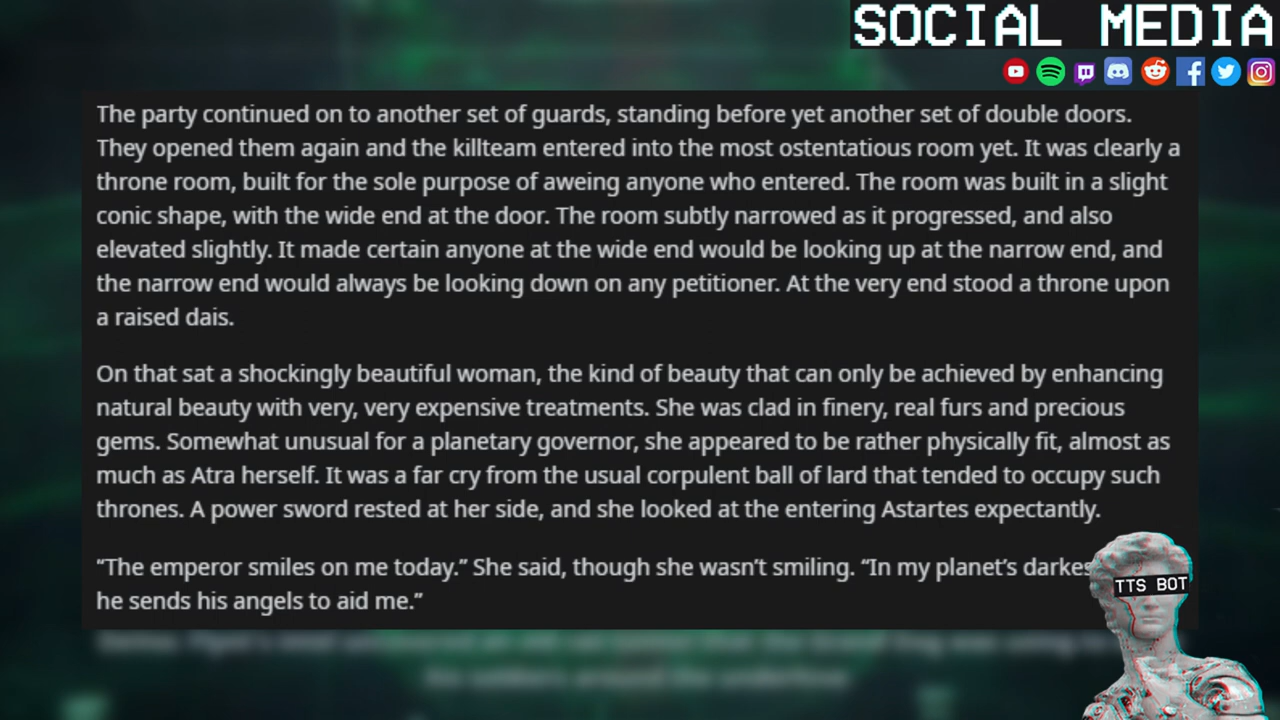 SOCIAL MEDIA
The party continued on to another set of guards, standing before yet another set of double doors.
They opened them again and the killteam entered into the most ostentatious room yet. It was clearly a
throne room, built for the sole purpose of aweing anyone who entered. The room was built in a slight
conic shape, with the wide end at the door. The room subtly narrowed as it progressed, and also
elevated slightly. It made certain anyone at the wide end would be looking up at the narrow end, and
the narrow end would always be looking down on any petitioner. At the very end stood a throne upon
a raised dais.
On that sat a shockingly beautiful woman, the kind of beauty that can only be achieved by enhancing
natural beauty with very, very expensive treatments. She was clad in finery, real furs and precious
gems. Somewhat unusual for a planetary governor, she appeared to be rather physically fit, almost as
much as Atra herself. It was a far cry from the usual corpulent ball of lard that tended to occupy such
thrones. A power sword rested at her side, and she looked at the entering Astartes expectantly.
“The emperor smiles on me today.” She said, though she wasn’t smiling. “In my planet’s darkes
he sends his angels to aid me.”
TTS BOT